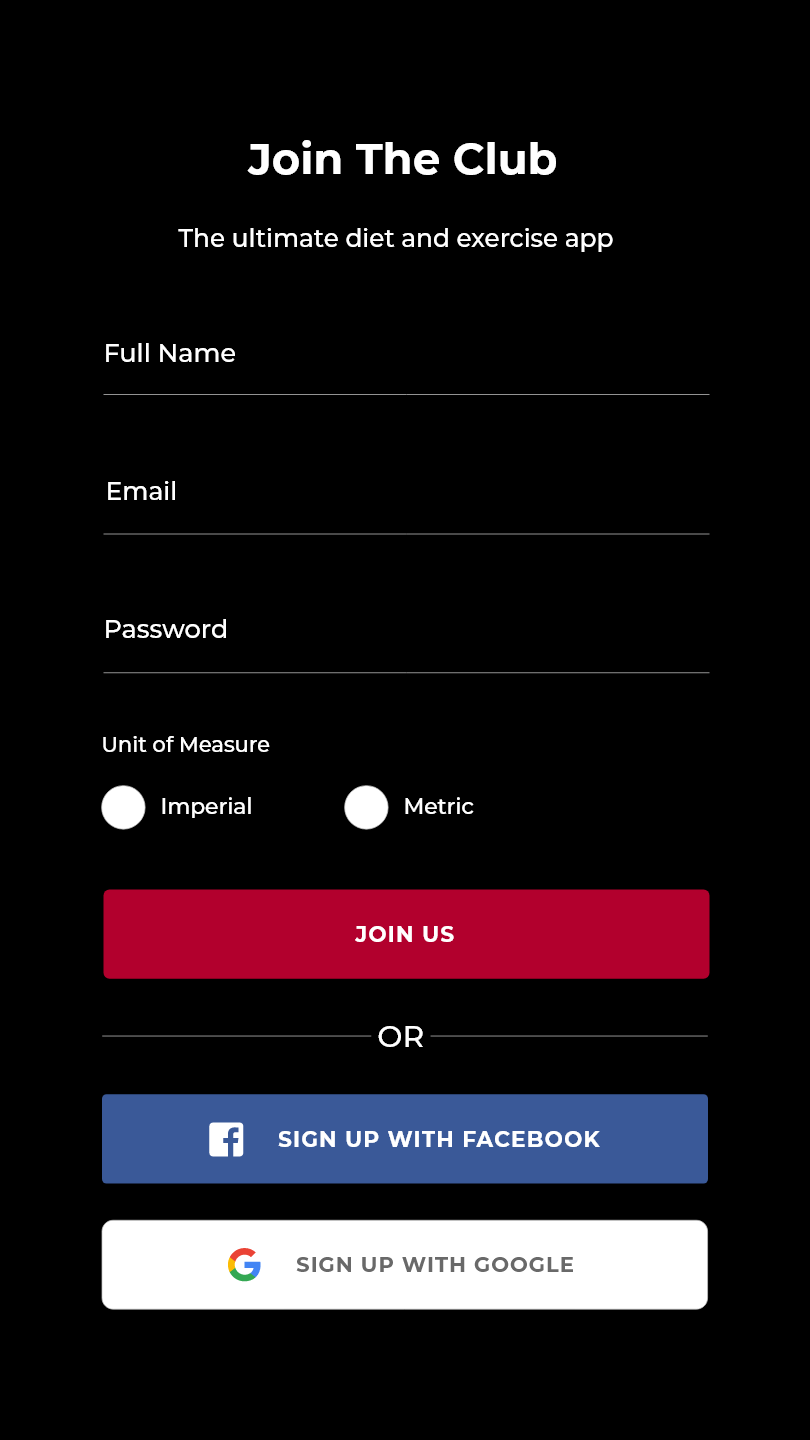 Join The Club
The ultimate diet and exercise app
Full Name
Email
Password
Unit of Measure
Imperial
Metric
JOIN US
OR
SIGN UP WITH FACEBOOK
SIGN UP WITH GOOGLE